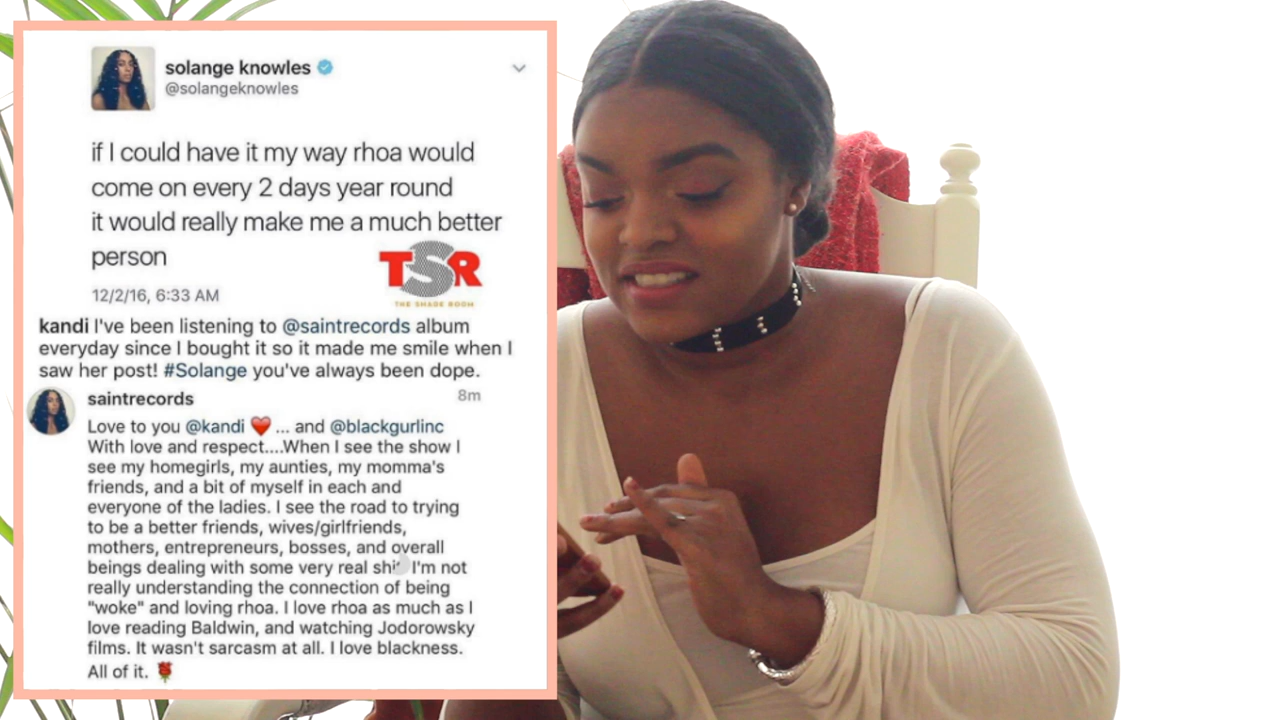 solange knowles
@solangeknowles
if I could have it my way rhoa would
come on every 2 days year round
it would really make me a much better
person
TSR
THE SHADE ROOM
12/2/16, 6:33 AM
kandi I've been listening to @saintrecords album
everyday since I bought it so it made me smile when I
saw her post! #Solange you've always been dope.
saintrecords
8m
Love to you @kandi ❤️ ... and @blackgurlinc
With love and respect....When I see the show I
see my homegirls, my aunties, my momma's
friends, and a bit of myself in each and
everyone of the ladies. I see the road to trying
to be a better friends, wives/girlfriends,
mothers, entrepreneurs, bosses, and overall
beings dealing with some very real shit I'm not
really understanding the connection of being
"woke" and loving rhoa. I love rhoa as much as I
love reading Baldwin, and watching Jodorowsky
films. It wasn't sarcasm at all. I love blackness.
All of it. 🌹